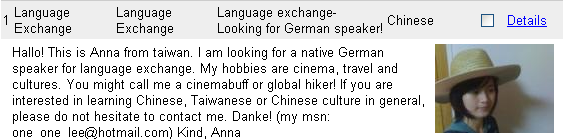 1 Language Exchange Language Exchange Language exchange- Looking for German speaker! Chinese Details
Hallo! This is Anna from taiwan. I am looking for a native German
speaker for language exchange. My hobbies are cinema, travel and
cultures. You might call me a cinemabuff or global hiker! If you are
interested in learning Chinese, Taiwanese or Chinese culture in general,
please do not hesitate to contact me. Danke! (my msn:
one_one_lee@hotmail.com) Kind, Anna